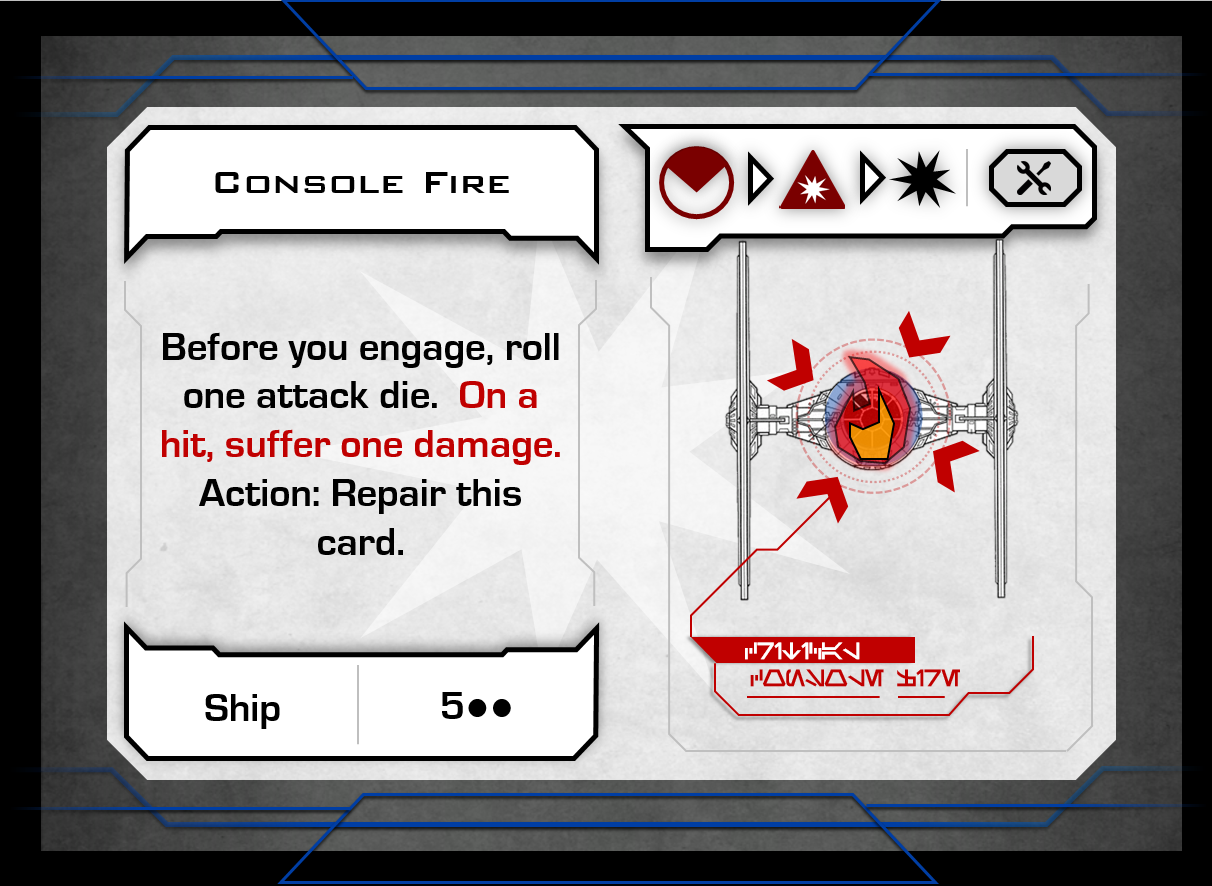 Console Fire
Before you engage, roll
one attack die. On a
hit, suffer one damage.
Action: Repair this
card.
Ship
5●●